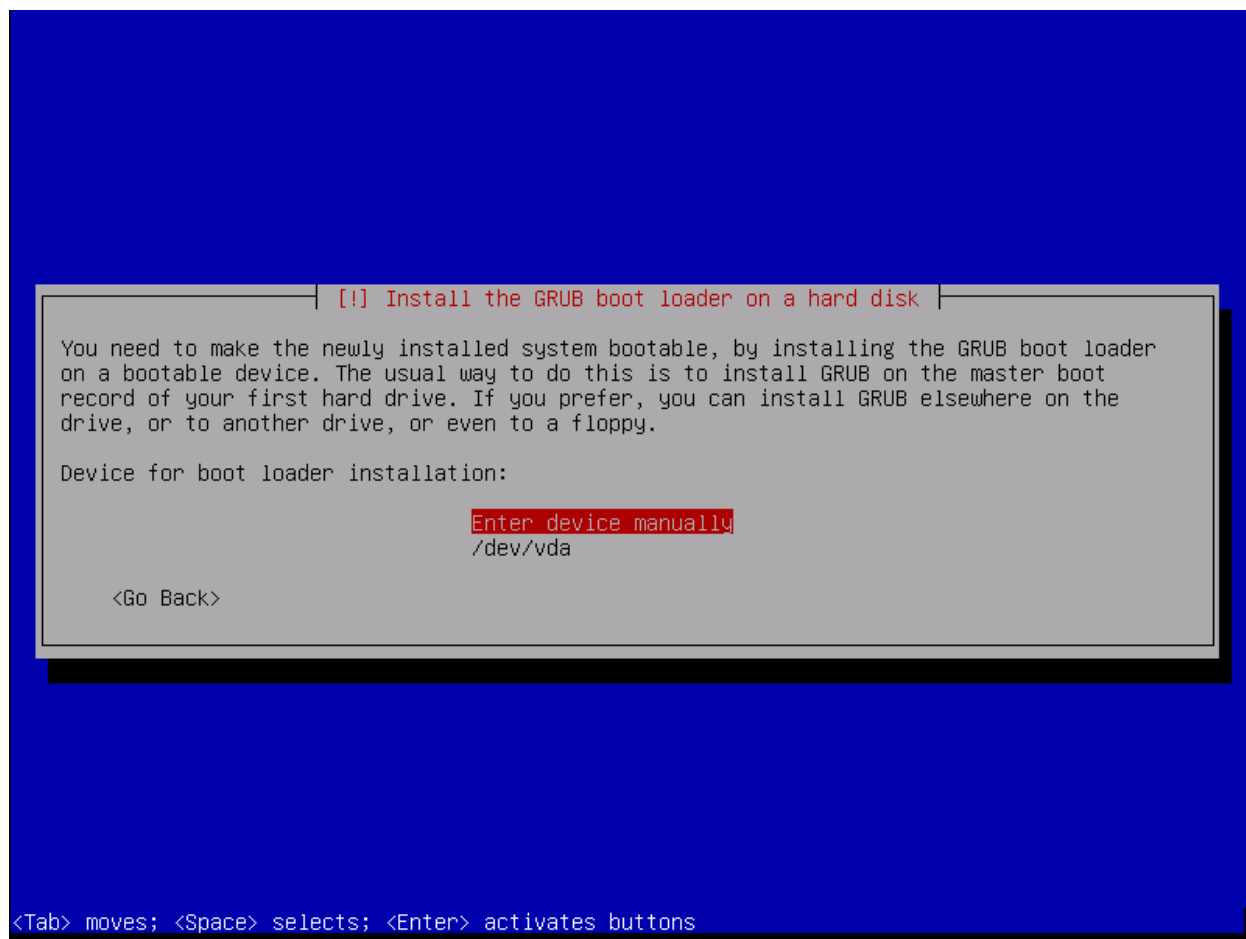 [!] Install the GRUB boot loader on a hard disk
You need to make the newly installed system bootable, by installing the GRUB boot loader
on a bootable device. The usual way to do this is to install GRUB on the master boot
record of your first hard drive. If you prefer, you can install GRUB elsewhere on the
drive, or to another drive, or even to a floppy.
Device for boot loader installation:
Enter device manually
/dev/vda
<Go Back>
<Tab> moves; <Space> selects; <Enter> activates buttons